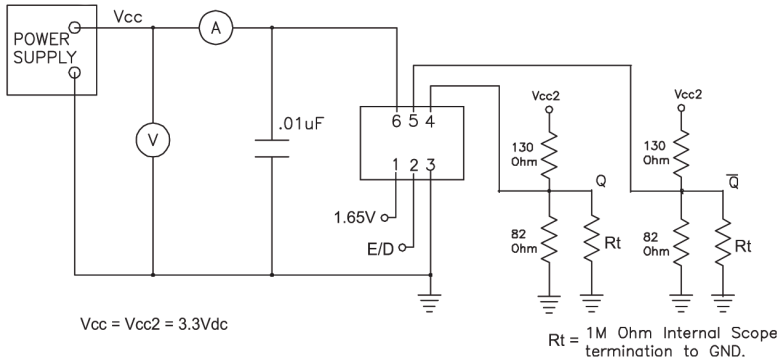 POWER
SUPPLY
Vcc
A
V
.01uF
6 5 4
1 2 3
1.65V
E/D
Vcc2
130
Ohm
Q
82
Ohm
Rt
Vcc2
130
Ohm
Q̅
82
Ohm
Rt
Vcc = Vcc2 = 3.3Vdc
Rt = 1M Ohm Internal Scope
termination to GND.